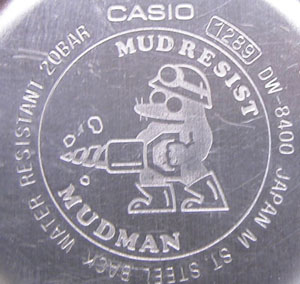 CASIO
1289
DW-8400 JAPAN M
ST. STEEL BACK WATER RESISTANT 20BAR
MUD RESIST
MUDMAN